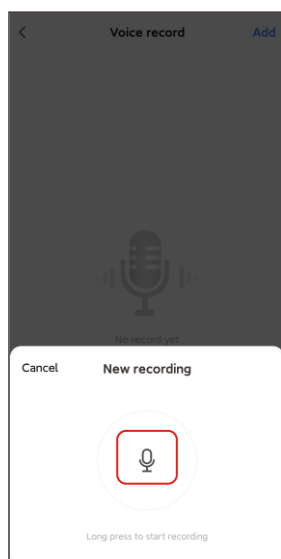 Voice record Add
No record yet
Cancel New recording
Long press to start recording